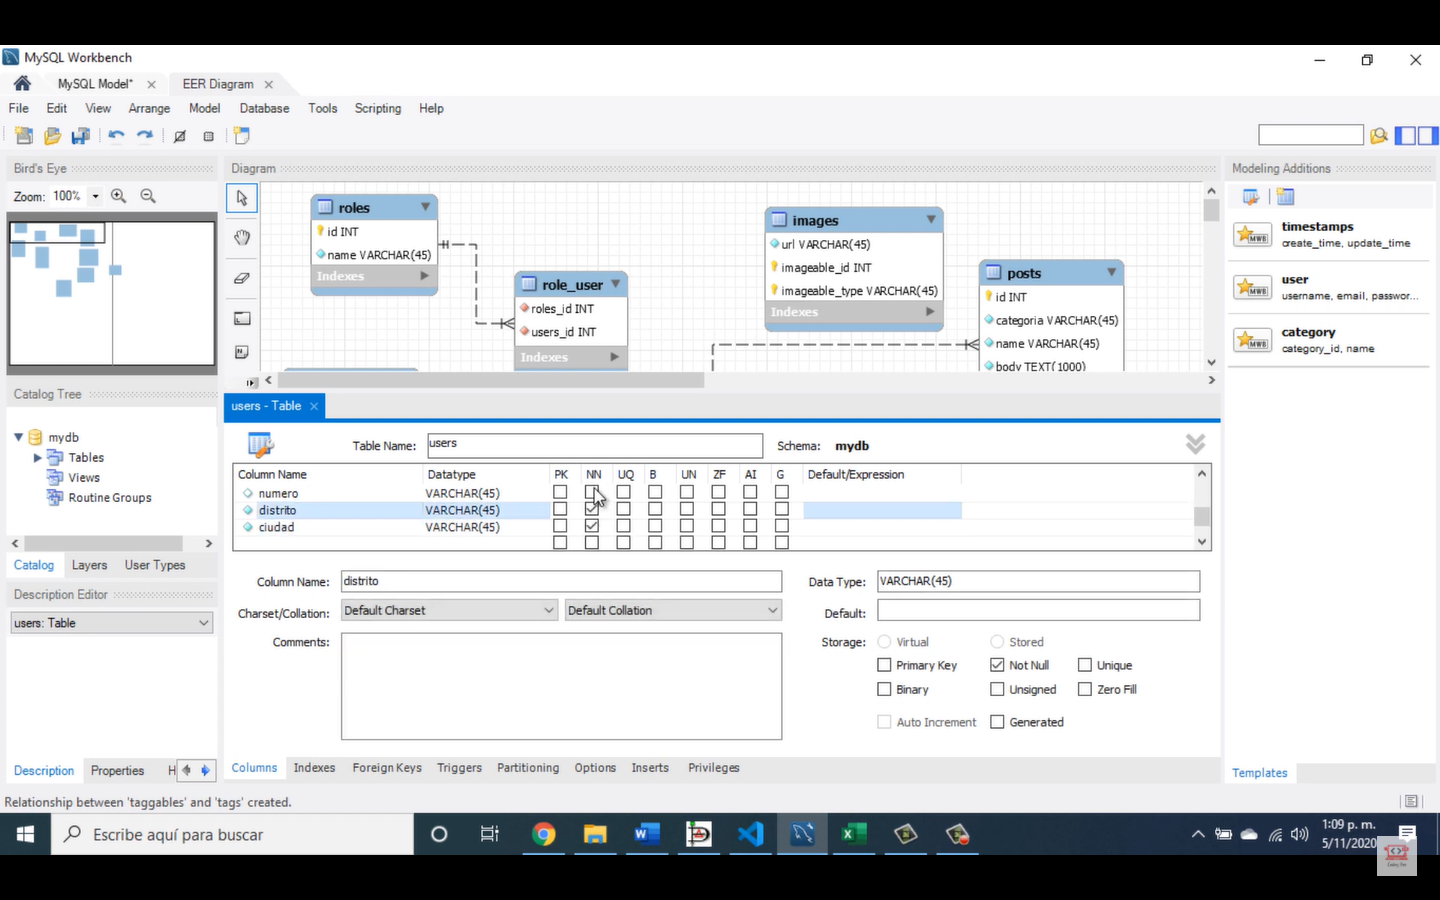 MySQL Workbench
MySQL Model* EER Diagram
File Edit View Arrange Model Database Tools Scripting Help
Bird's Eye
Zoom: 100%
Diagram
roles
id INT
name VARCHAR(45)
Indexes
role_user
roles_id INT
users_id INT
Indexes
images
url VARCHAR(45)
imageable_id INT
imageable_type VARCHAR(45)
Indexes
posts
id INT
categoria VARCHAR(45)
name VARCHAR(45)
body TEXT(1000)
Modeling Additions
timestamps
create_time, update_time
user
username, email, passwor...
category
category_id, name
Templates
Catalog Tree
mydb
Tables
Views
Routine Groups
Catalog Layers User Types
Description Editor
users: Table
Description Properties H
users - Table
Table Name: users Schema: mydb
Column Name Datatype PK NN UQ B UN ZF AI G Default/Expression
numero VARCHAR(45)
distrito VARCHAR(45)
ciudad VARCHAR(45)
Column Name: distrito Data Type: VARCHAR(45)
Charset/Collation: Default Charset Default Collation Default:
Comments: Storage: Virtual Stored
Primary Key Not Null Unique
Binary Unsigned Zero Fill
Auto Increment Generated
Columns Indexes Foreign Keys Triggers Partitioning Options Inserts Privileges
Relationship between 'taggables' and 'tags' created.
Escribe aquí para buscar
1:09 p. m.
5/11/2020